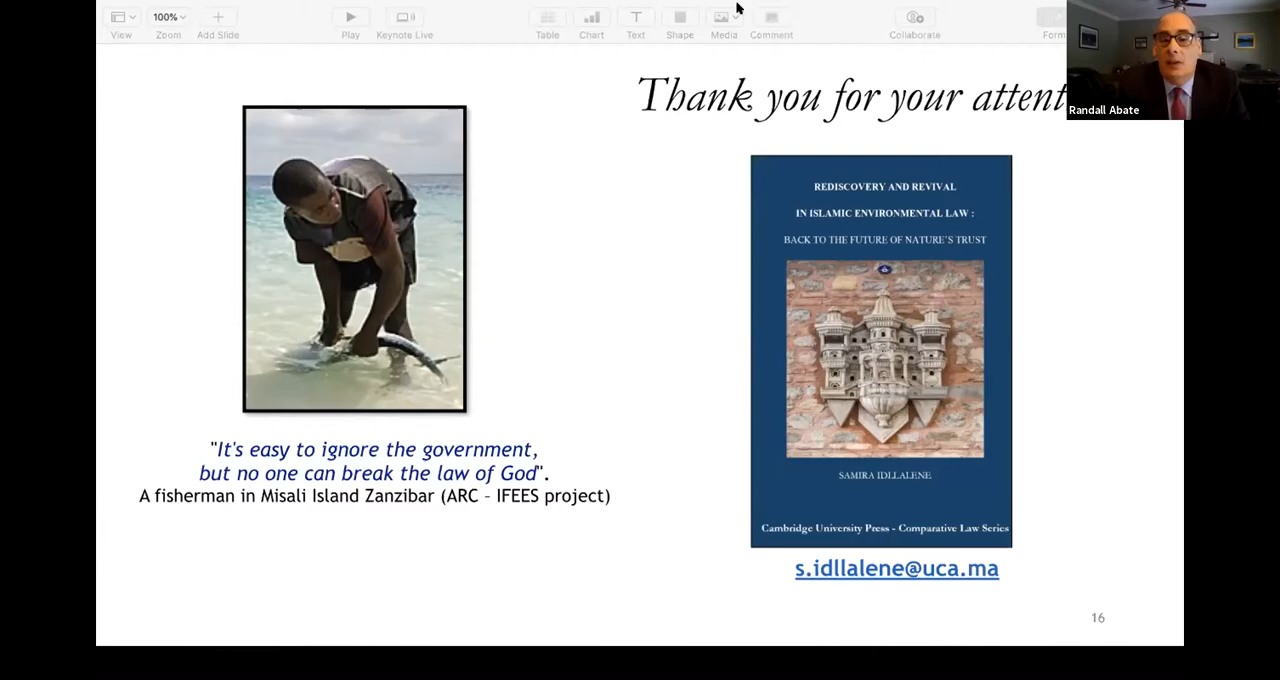 View
100%
Zoom
Add Slide
Play
Keynote Live
Table
Chart
Text
Shape
Media
Comment
Collaborate
Form
Randall Abate
Thank you for your attent
REDISCOVERY AND REVIVAL
IN ISLAMIC ENVIRONMENTAL LAW :
BACK TO THE FUTURE OF NATURE'S TRUST
SAMIRA IDLLALENE
Cambridge University Press - Comparative Law Series
s.idllalene@uca.ma
"It's easy to ignore the government,
but no one can break the law of God".
A fisherman in Misali Island Zanzibar (ARC – IFEES project)
16